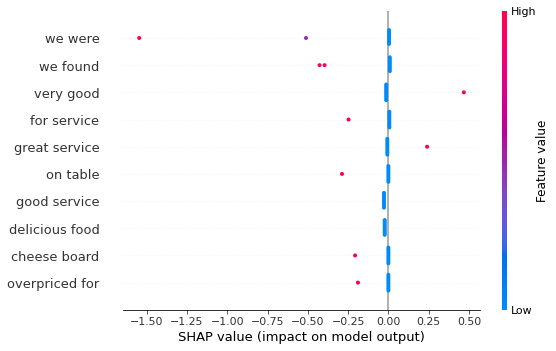 High
we were
we found
very good
for service
great service
on table
good service
delicious food
cheese board
overpriced for
Feature value
Low
−1.50 −1.25 −1.00 −0.75 −0.50 −0.25 0.00 0.25 0.50
SHAP value (impact on model output)